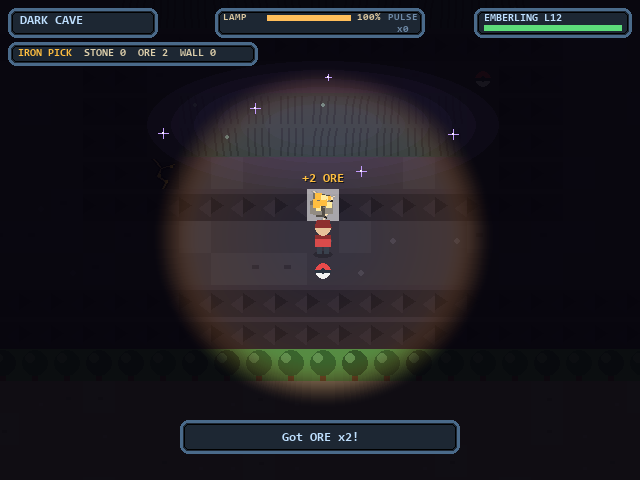 DARK CAVE
LAMP 100% PULSE
x0
EMBERLING L12
IRON PICK STONE 0 ORE 2 WALL 0
+2 ORE
Got ORE x2!